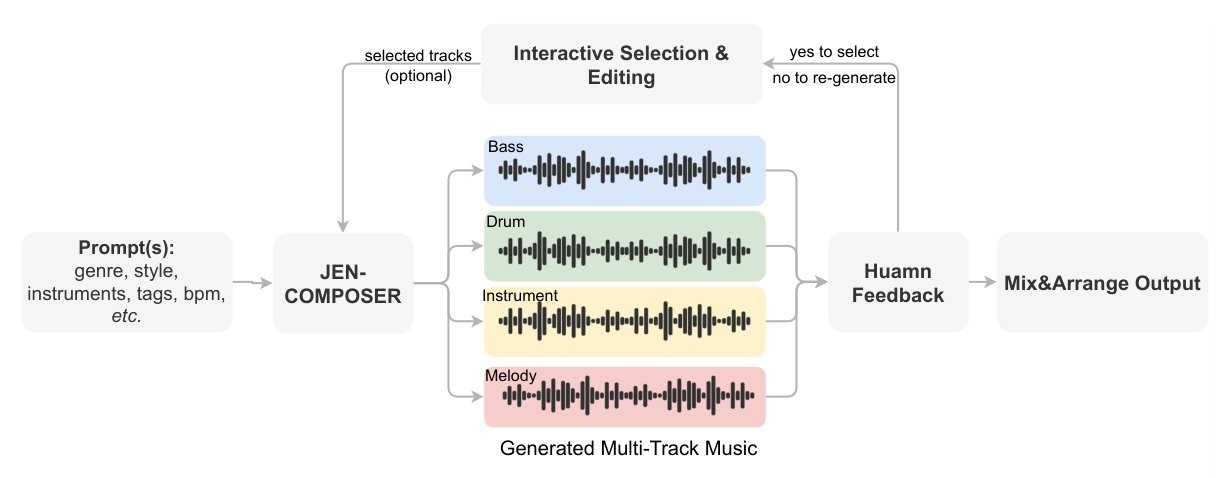 Interactive Selection &
Editing
selected tracks
(optional)
yes to select
no to re-generate
Prompt(s):
genre, style,
instruments, tags, bpm,
etc.
JEN-
COMPOSER
Bass
Drum
Instrument
Melody
Generated Multi-Track Music
Huamn
Feedback
Mix&Arrange Output